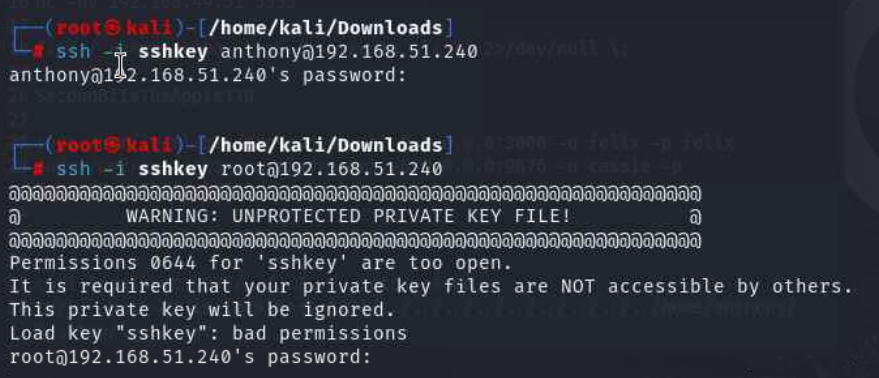 ┌──(root㉿kali)-[/home/kali/Downloads]
└─# ssh -i sshkey anthony@192.168.51.240
anthony@192.168.51.240's password:
┌──(root㉿kali)-[/home/kali/Downloads]
└─# ssh -i sshkey root@192.168.51.240
@@@@@@@@@@@@@@@@@@@@@@@@@@@@@@@@@@@@@@@@@@@@@@@@@@@@@@@@@@@
@         WARNING: UNPROTECTED PRIVATE KEY FILE!          @
@@@@@@@@@@@@@@@@@@@@@@@@@@@@@@@@@@@@@@@@@@@@@@@@@@@@@@@@@@@
Permissions 0644 for 'sshkey' are too open.
It is required that your private key files are NOT accessible by others.
This private key will be ignored.
Load key "sshkey": bad permissions
root@192.168.51.240's password: